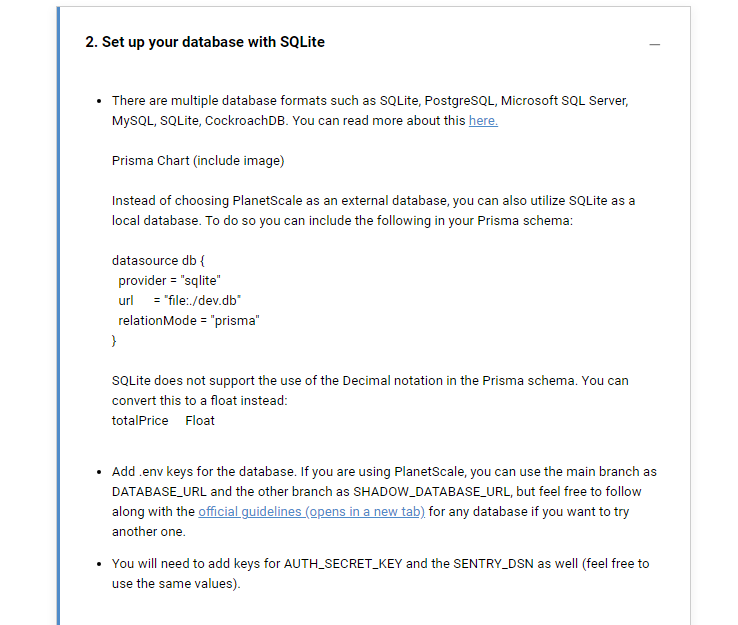 2. Set up your database with SQLite
There are multiple database formats such as SQLite, PostgreSQL, Microsoft SQL Server,
MySQL, SQLite, CockroachDB. You can read more about this here.
Prisma Chart (include image)
Instead of choosing PlanetScale as an external database, you can also utilize SQLite as a
local database. To do so you can include the following in your Prisma schema:
datasource db {
provider = "sqlite"
url = "file:./dev.db"
relationMode = "prisma"
}
SQLite does not support the use of the Decimal notation in the Prisma schema. You can
convert this to a float instead:
totalPrice Float
Add .env keys for the database. If you are using PlanetScale, you can use the main branch as
DATABASE_URL and the other branch as SHADOW_DATABASE_URL, but feel free to follow
along with the official guidelines (opens in a new tab) for any database if you want to try
another one.
You will need to add keys for AUTH_SECRET_KEY and the SENTRY_DSN as well (feel free to
use the same values).